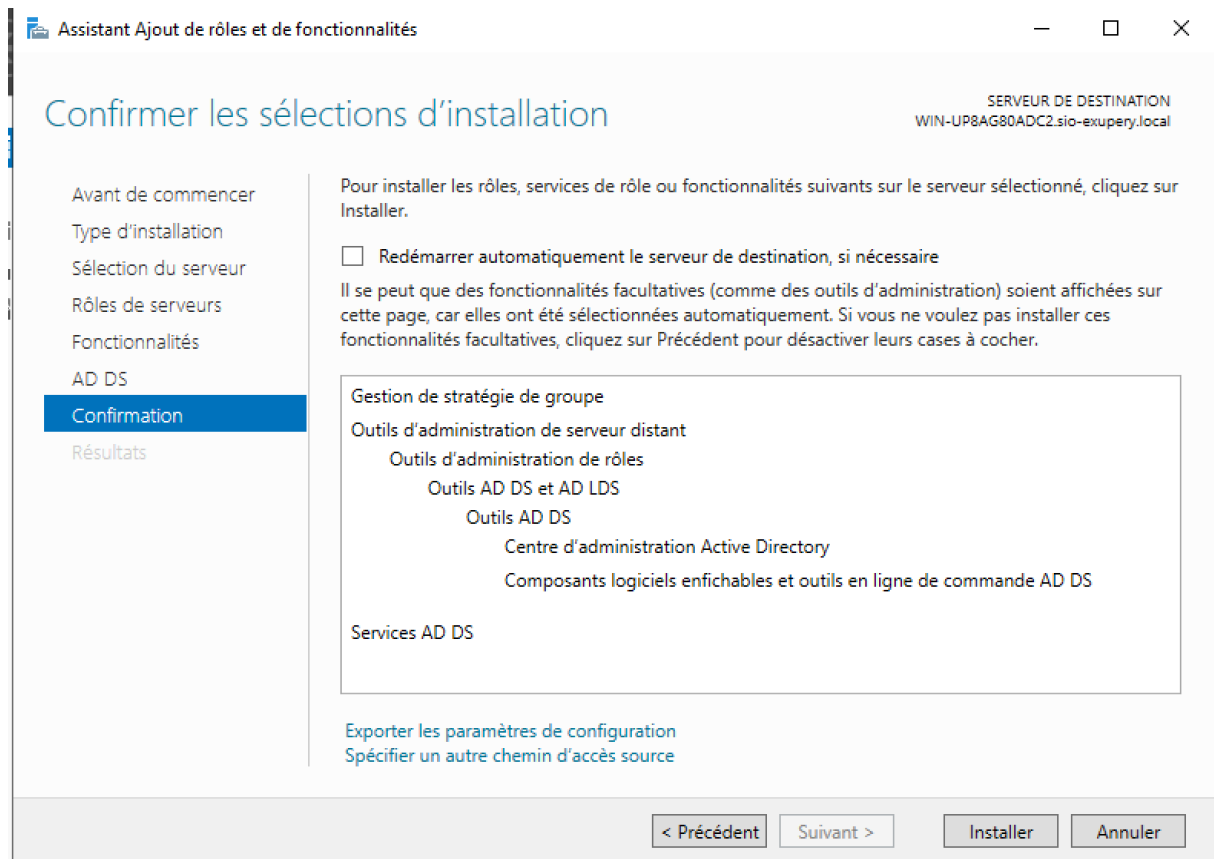 Assistant Ajout de rôles et de fonctionnalités
Confirmer les sélections d’installation
SERVEUR DE DESTINATION
WIN-UP8AG80ADC2.sio-exupery.local
Avant de commencer
Type d’installation
Sélection du serveur
Rôles de serveurs
Fonctionnalités
AD DS
Confirmation
Résultats
Pour installer les rôles, services de rôle ou fonctionnalités suivants sur le serveur sélectionné, cliquez sur
Installer.
Redémarrer automatiquement le serveur de destination, si nécessaire
Il se peut que des fonctionnalités facultatives (comme des outils d’administration) soient affichées sur
cette page, car elles ont été sélectionnées automatiquement. Si vous ne voulez pas installer ces
fonctionnalités facultatives, cliquez sur Précédent pour désactiver leurs cases à cocher.
Gestion de stratégie de groupe
Outils d’administration de serveur distant
Outils d’administration de rôles
Outils AD DS et AD LDS
Outils AD DS
Centre d’administration Active Directory
Composants logiciels enfichables et outils en ligne de commande AD DS
Services AD DS
Exporter les paramètres de configuration
Spécifier un autre chemin d’accès source
< Précédent
Suivant >
Installer
Annuler